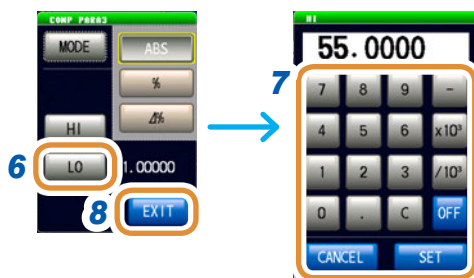 COMP PARA3
MODE
ABS
%
Δ%
HI
6
LO
1.00000
8
EXIT
HI
55.0000
7
7 8 9 -
4 5 6 x10³
1 2 3 /10³
0 . C OFF
CANCEL SET